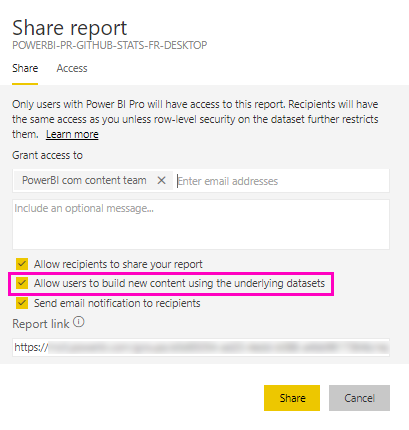 Share report
POWERBI-PR-GITHUB-STATS-FR-DESKTOP
Share Access
Only users with Power BI Pro will have access to this report. Recipients will have
the same access as you unless row-level security on the dataset further restricts
them. Learn more
Grant access to
PowerBI com content team Enter email addresses
Include an optional message...
Allow recipients to share your report
Allow users to build new content using the underlying datasets
Send email notification to recipients
Report link
https://
Share Cancel